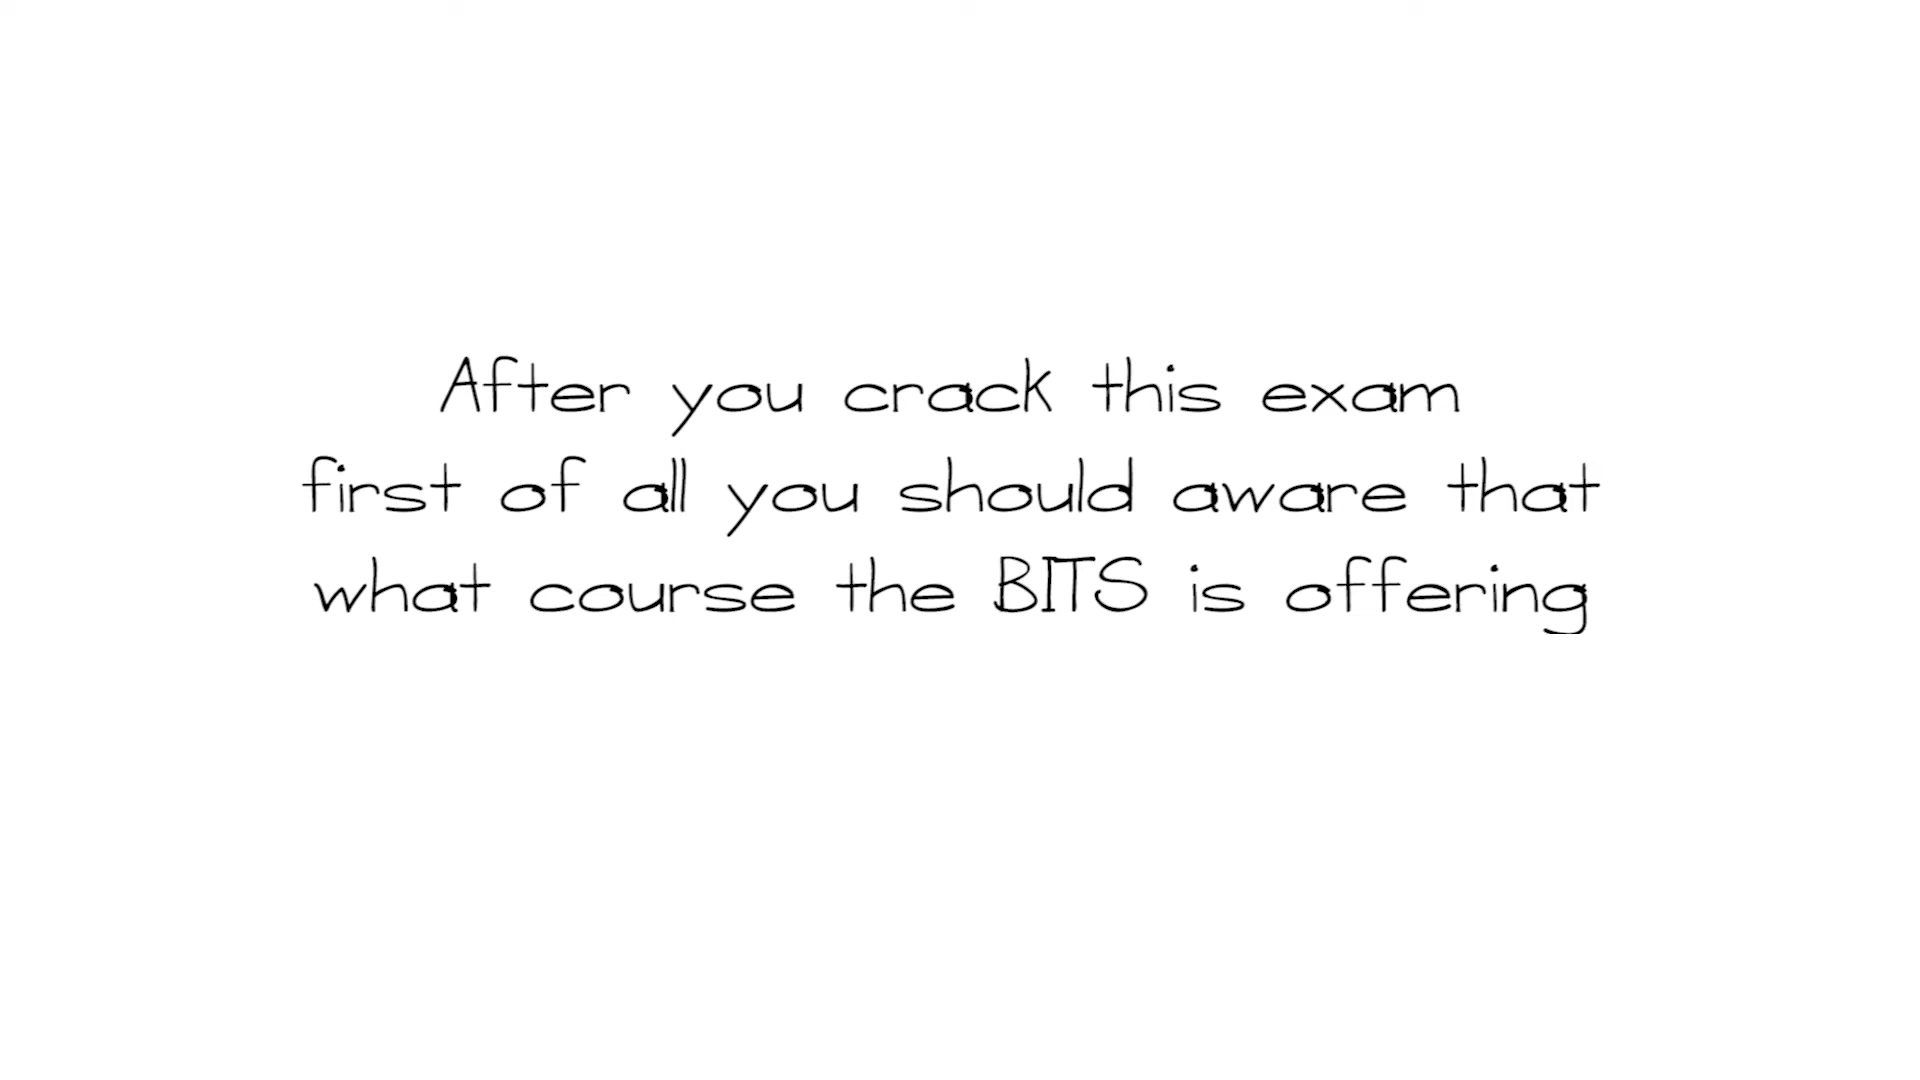 After you crack this exam
first of all you should aware that
what course the BITS is offering